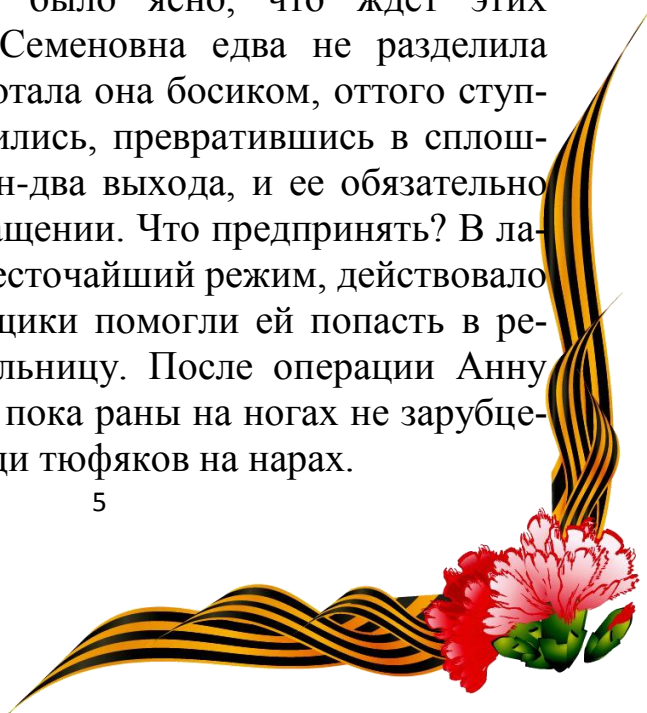 было ясно, что ждет этих
Семеновна едва не разделила
отала она босиком, оттого ступ-
ились, превратившись в сплош-
н-два выхода, и ее обязательно
ащении. Что предпринять? В ла-
есточайший режим, действовало
щики помогли ей попасть в ре-
льницу. После операции Анну
пока раны на ногах не зарубце-
ди тюфяков на нарах.
5